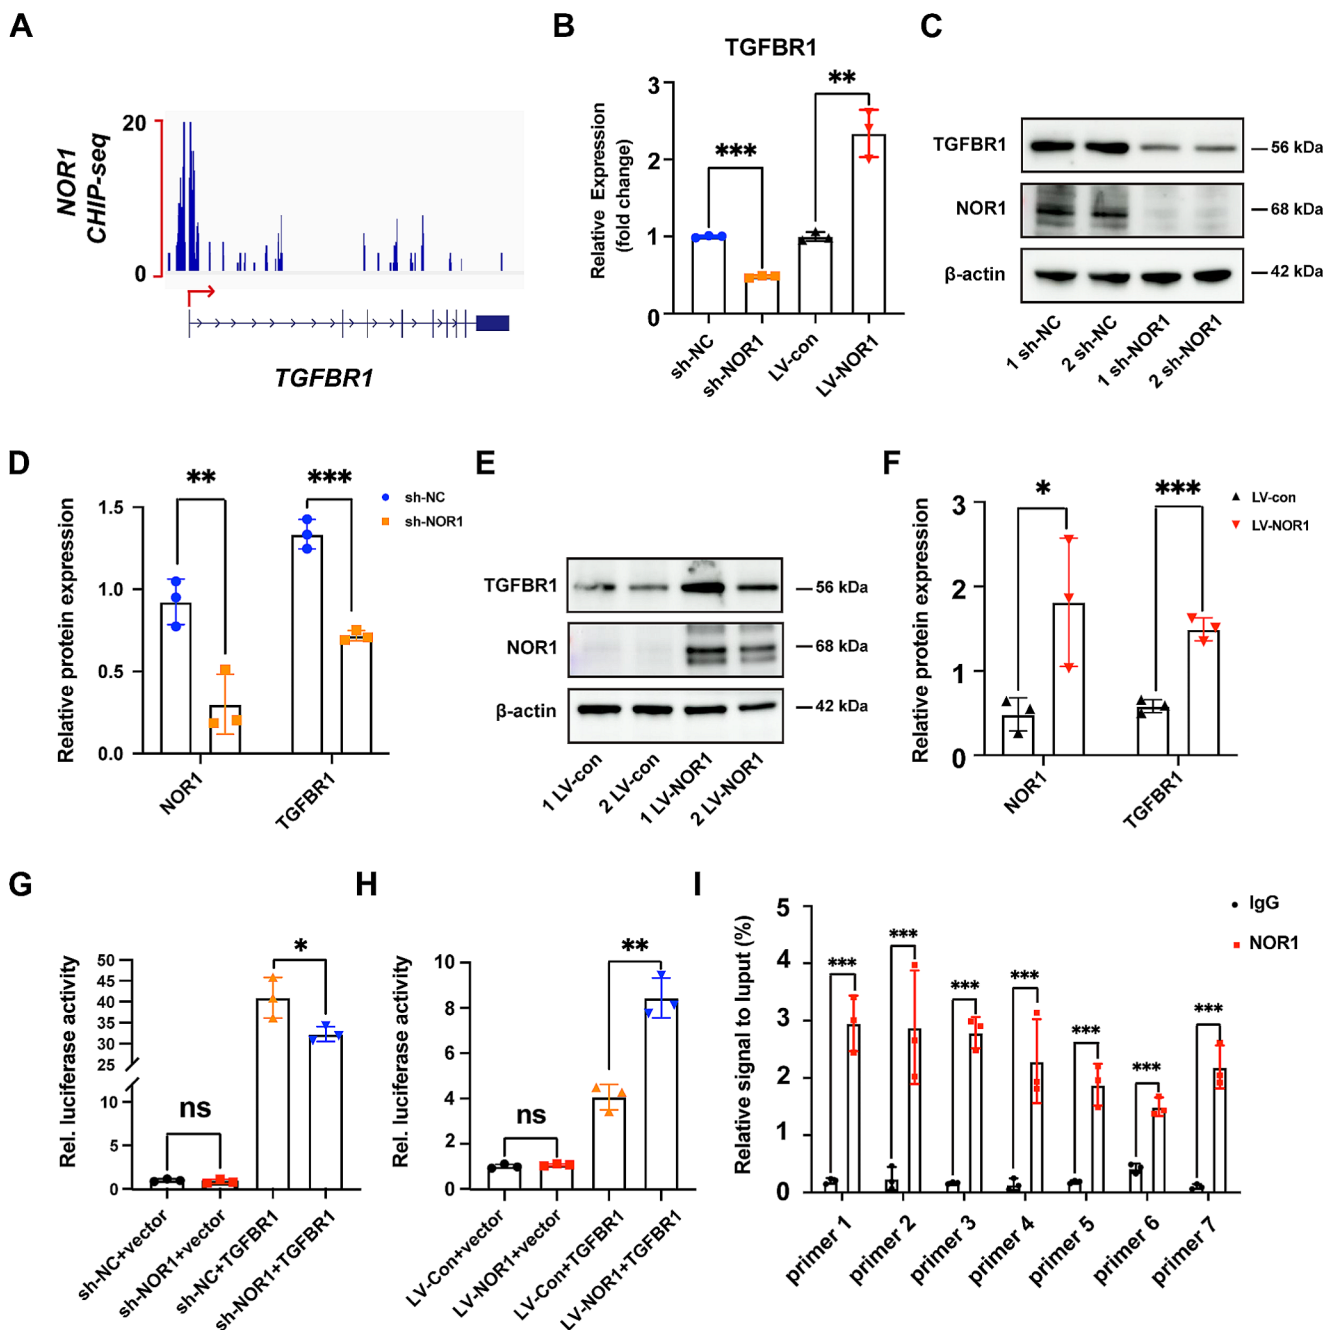 A
NOR1
CHIP-seq
20
0
TGFBR1
B
TGFBR1
Relative Expression
(fold change)
3
2
1
0
***
**
sh-NC
sh-NOR1
LV-con
LV-NOR1
C
TGFBR1
NOR1
β-actin
56 kDa
68 kDa
42 kDa
1 sh-NC
2 sh-NC
1 sh-NOR1
2 sh-NOR1
D
Relative protein expression
1.5
1.0
0.5
0.0
**
***
sh-NC
sh-NOR1
NOR1
TGFBR1
E
TGFBR1
NOR1
β-actin
56 kDa
68 kDa
42 kDa
1 LV-con
2 LV-con
1 LV-NOR1
2 LV-NOR1
F
Relative protein expression
3
2
1
0
*
***
LV-con
LV-NOR1
NOR1
TGFBR1
G
Rel. luciferase activity
50
45
40
35
30
25
10
5
0
ns
*
sh-NC+vector
sh-NOR1+vector
sh-NC+TGFBR1
sh-NOR1+TGFBR1
H
Rel. luciferase activity
10
8
6
4
2
0
ns
**
LV-Con+vector
LV-NOR1+vector
LV-Con+TGFBR1
LV-NOR1+TGFBR1
I
Relative signal to luput (%)
5
4
3
2
1
0
***
***
***
***
***
***
***
IgG
NOR1
primer 1
primer 2
primer 3
primer 4
primer 5
primer 6
primer 7